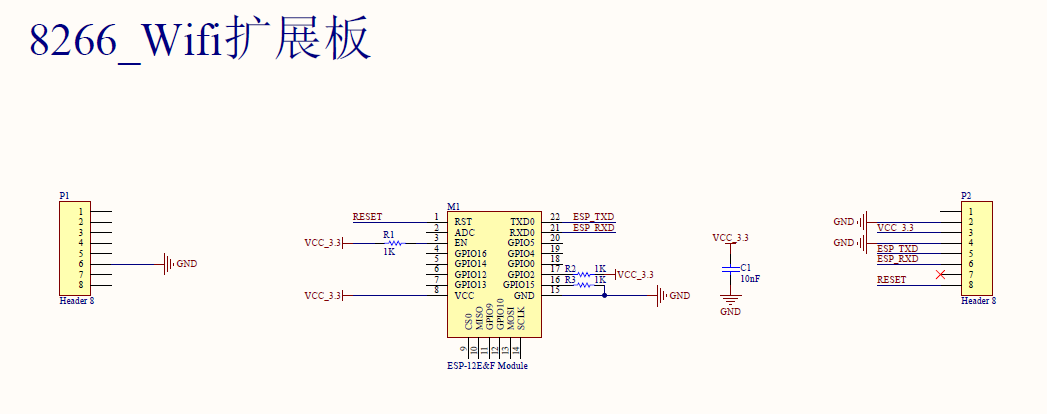 8266_Wifi扩展板
P1
1
2
3
4
5
6
7
8
Header 8
GND
M1
RESET
1
2
3
4
5
6
7
8
RST
ADC
EN
GPIO16
GPIO14
GPIO12
GPIO13
VCC
VCC_3.3
R1
1K
VCC_3.3
TXD0
RXD0
GPIO5
GPIO4
GPIO0
GPIO2
GPIO15
GND
22
21
20
19
18
17
16
15
ESP_TXD
ESP_RXD
R2 1K
R3 1K
VCC_3.3
GND
CS0
MISO
GPIO9
GPIO10
MOSI
SCLK
9
10
11
12
13
14
ESP-12E&F Module
VCC_3.3
C1
10nF
GND
P2
GND
VCC_3.3
GND
ESP_TXD
ESP_RXD
RESET
1
2
3
4
5
6
7
8
Header 8